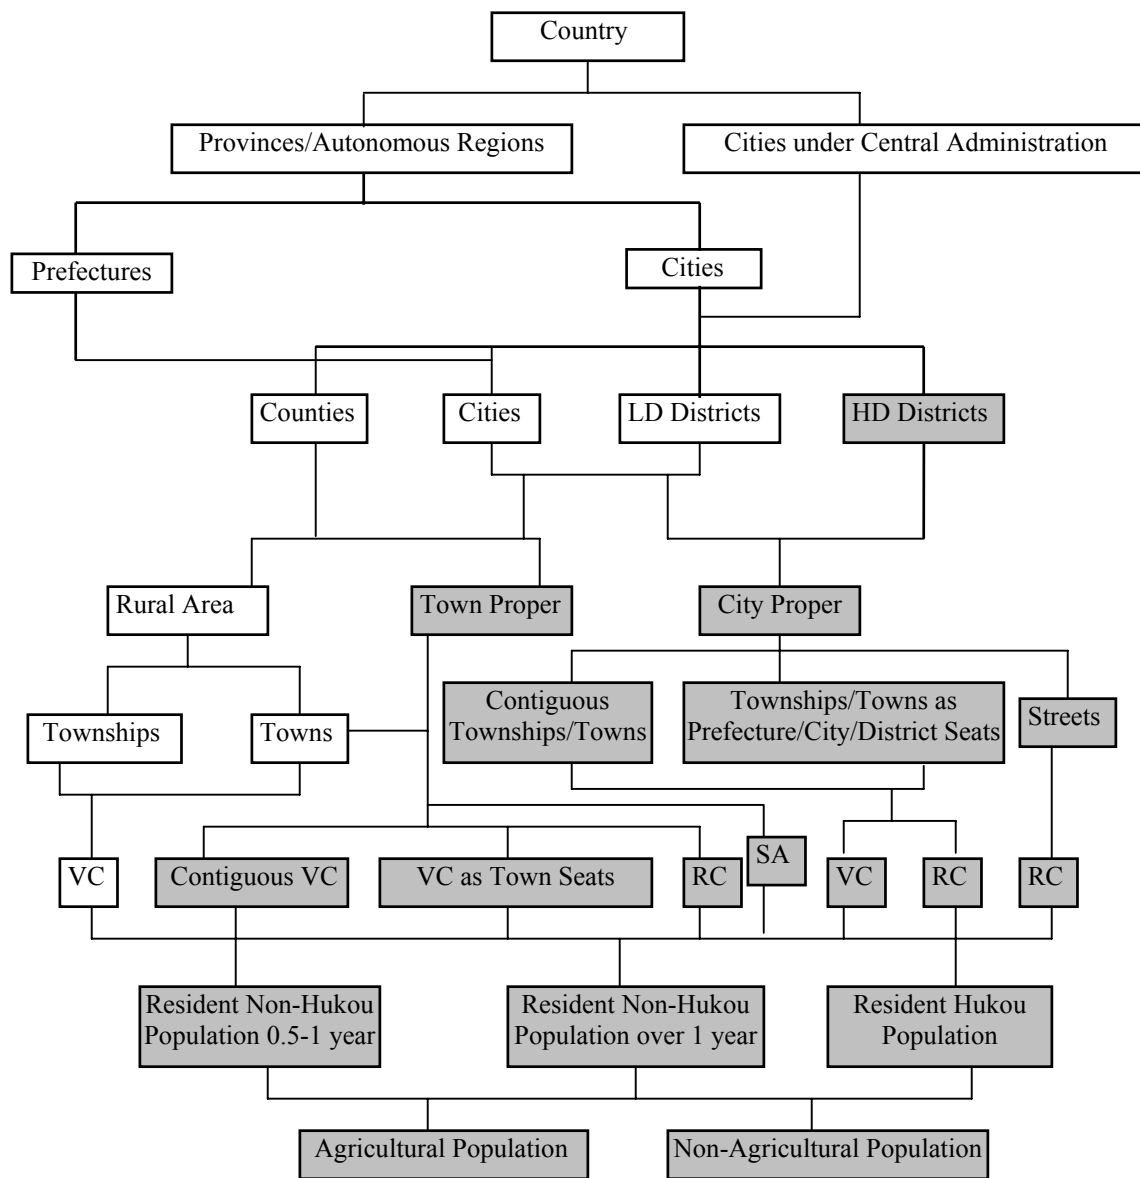 Country
Provinces/Autonomous Regions
Cities under Central Administration
Prefectures
Cities
Counties
Cities
LD Districts
HD Districts
Rural Area
Town Proper
City Proper
Contiguous
Townships/Towns
Townships/Towns as
Prefecture/City/District Seats
Streets
Townships
Towns
VC
Contiguous VC
VC as Town Seats
RC
SA
VC
RC
RC
Resident Non-Hukou
Population 0.5-1 year
Resident Non-Hukou
Population over 1 year
Resident Hukou
Population
Agricultural Population
Non-Agricultural Population